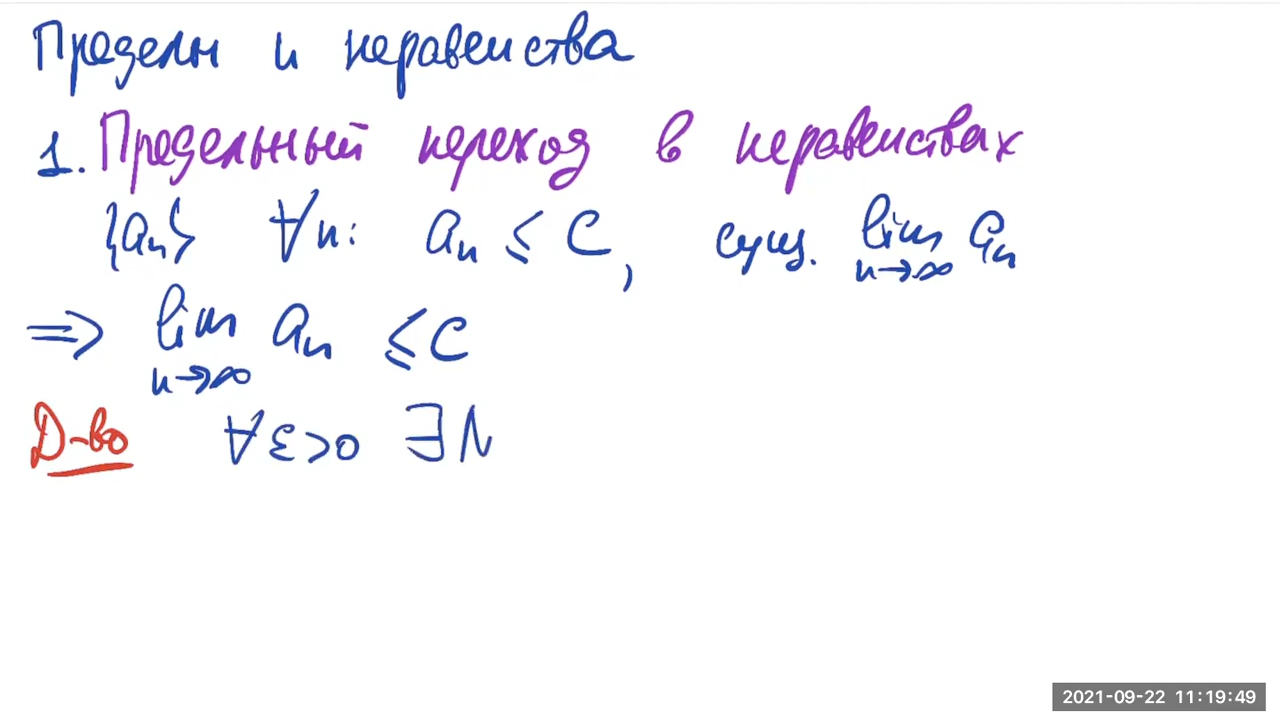 Пределы и неравенства
1. Предельный переход в неравенствах
{aₙ} ∀n: aₙ ≤ C, сущ. lim n→∞ aₙ
⇒ lim n→∞ aₙ ≤ C
Д-во ∀ε>0 ∃N
2021-09-22 11:19:49